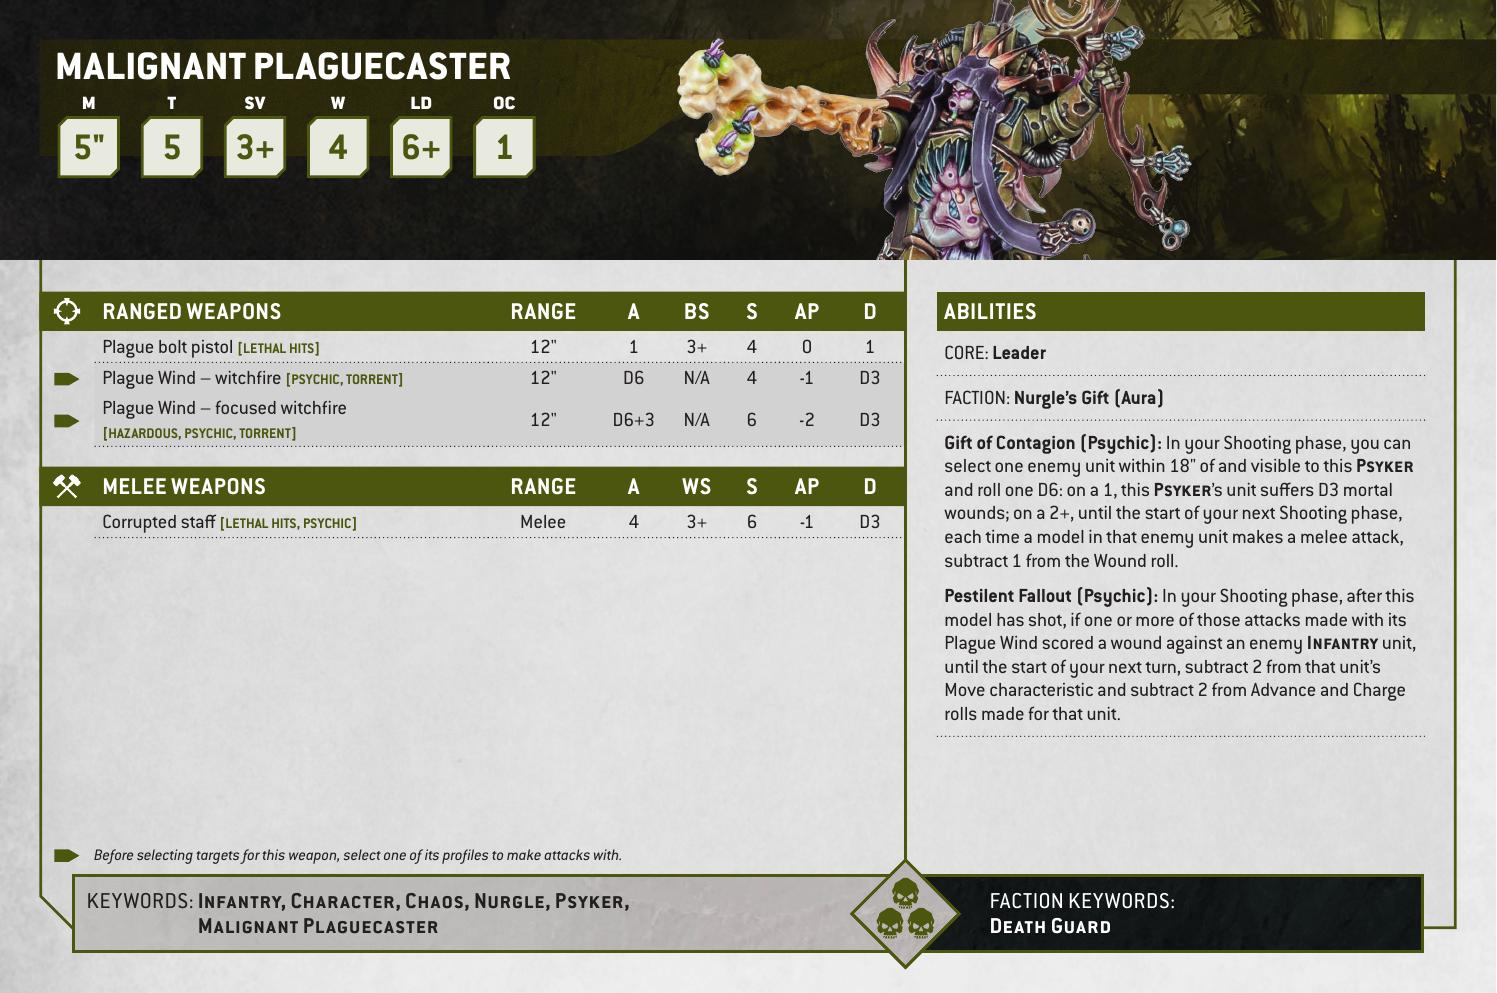 MALIGNANT PLAGUECASTER
M T SV W LD OC
5" 5 3+ 4 6+ 1
RANGED WEAPONS RANGE A BS S AP D
Plague bolt pistol [LETHAL HITS] 12" 1 3+ 4 0 1
Plague Wind – witchfire [PSYCHIC, TORRENT] 12" D6 N/A 4 -1 D3
Plague Wind – focused witchfire
[HAZARDOUS, PSYCHIC, TORRENT] 12" D6+3 N/A 6 -2 D3
MELEE WEAPONS RANGE A WS S AP D
Corrupted staff [LETHAL HITS, PSYCHIC] Melee 4 3+ 6 -1 D3
Before selecting targets for this weapon, select one of its profiles to make attacks with.
ABILITIES
CORE: Leader
FACTION: Nurgle's Gift (Aura)
Gift of Contagion (Psychic): In your Shooting phase, you can
select one enemy unit within 18" of and visible to this PSYKER
and roll one D6: on a 1, this PSYKER's unit suffers D3 mortal
wounds; on a 2+, until the start of your next Shooting phase,
each time a model in that enemy unit makes a melee attack,
subtract 1 from the Wound roll.
Pestilent Fallout (Psychic): In your Shooting phase, after this
model has shot, if one or more of those attacks made with its
Plague Wind scored a wound against an enemy INFANTRY unit,
until the start of your next turn, subtract 2 from that unit's
Move characteristic and subtract 2 from Advance and Charge
rolls made for that unit.
KEYWORDS: INFANTRY, CHARACTER, CHAOS, NURGLE, PSYKER,
MALIGNANT PLAGUECASTER
FACTION KEYWORDS:
DEATH GUARD